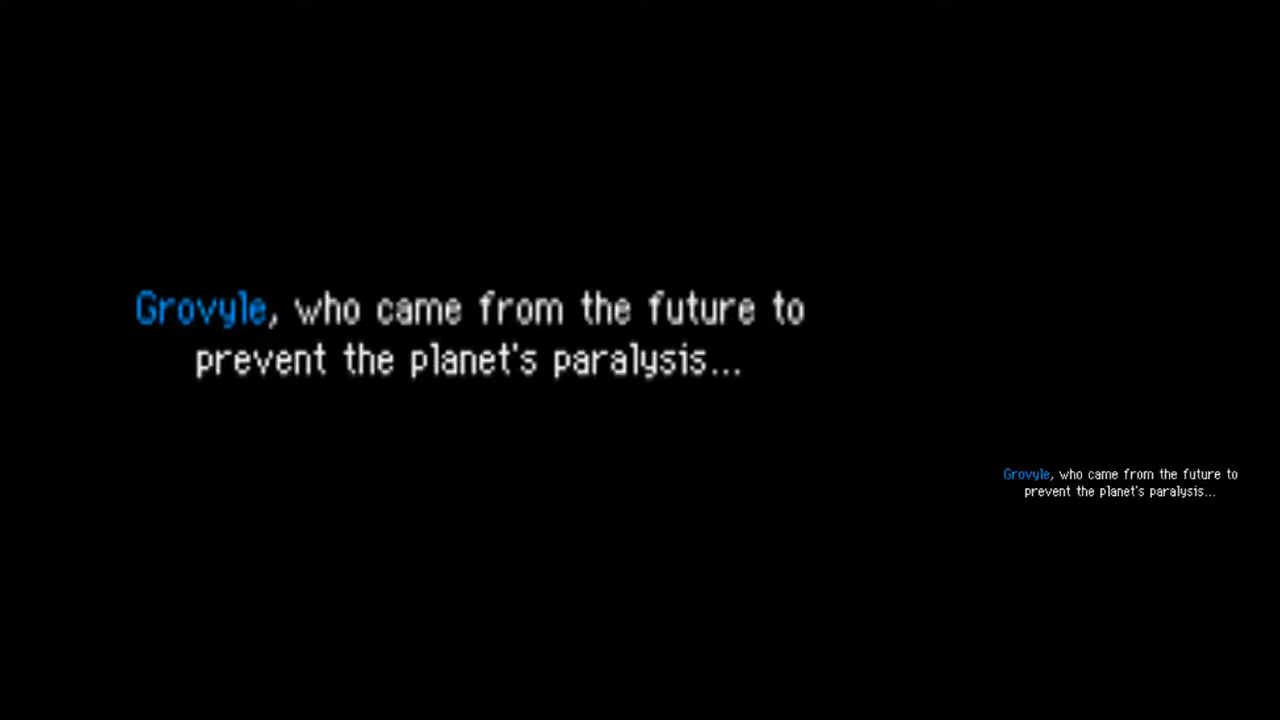 Grovyle, who came from the future to
prevent the planet's paralysis...
Grovyle, who came from the future to
prevent the planet's paralysis...